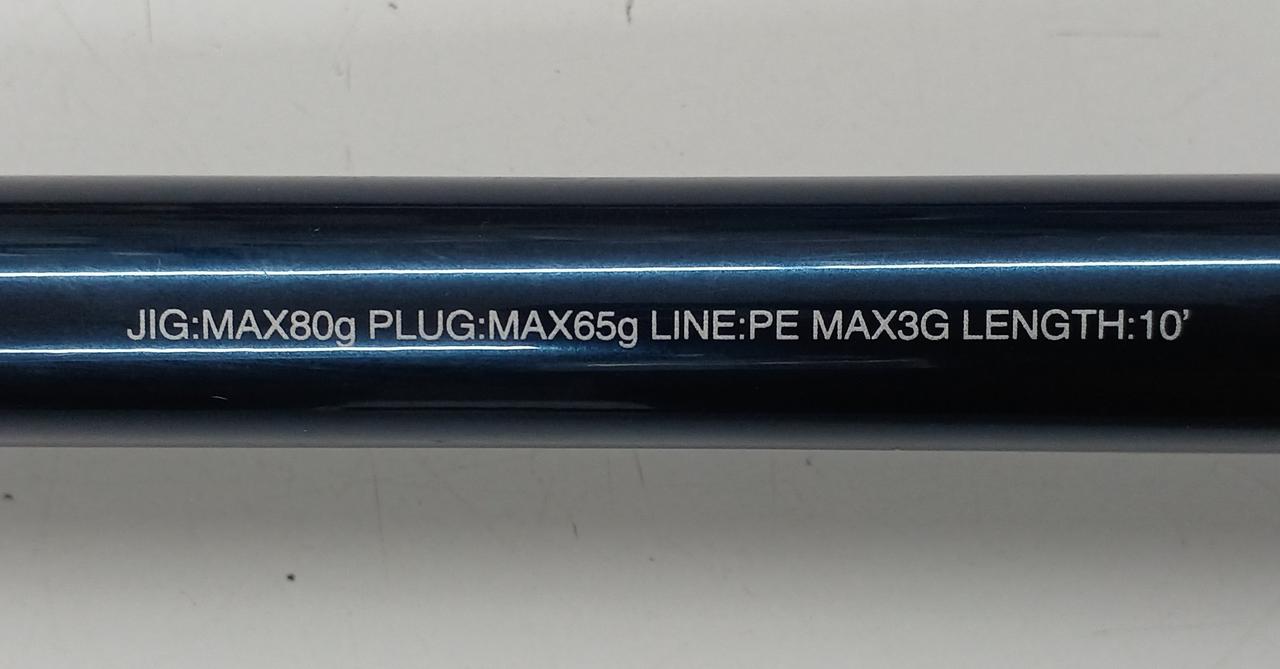 JIG:MAX80g PLUG:MAX65g LINE:PE MAX3G LENGTH:10’